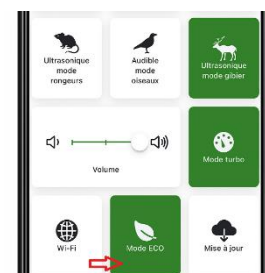 Ultrasonique
mode
rongeurs
Audible
mode
oiseaux
Ultrasonique
mode gibier
Volume
Mode turbo
Wi-Fi
Mode ECO
Mise à jour